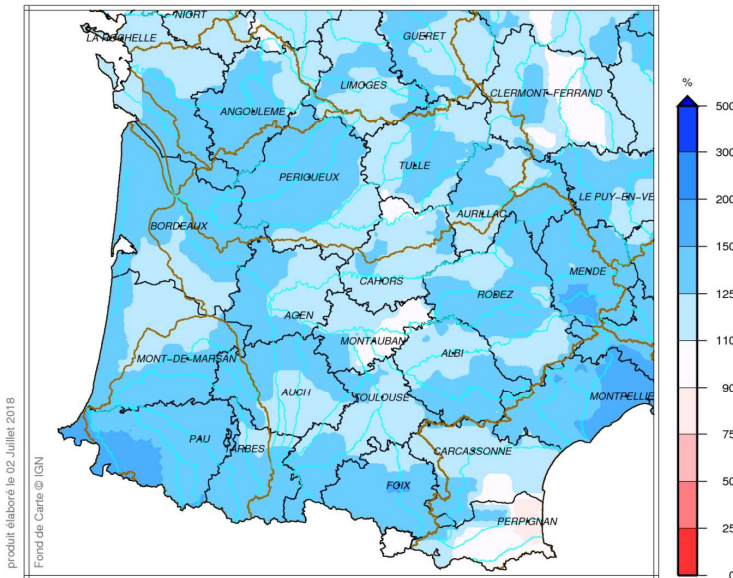 NIORT
LA ROCHELLE
GUERET
LIMOGES
CLERMONT-FERRAND
ANGOULEME
TULLE
PERIGUEUX
LE PUY-EN-VE
AURILLAC
BORDEAUX
MENDE
CAHORS
RODEZ
AGEN
MONTAUBAN
ALBI
MONT-DE-MARSAN
AUCH
TOULOUSE
MONTPELLIE
PAU
TARBES
CARCASSONNE
FOIX
PERPIGNAN
%
500
300
200
150
110
90
75
50
25
0
produit élaboré le 02 Juillet 2018
Fond de Carte © IGN